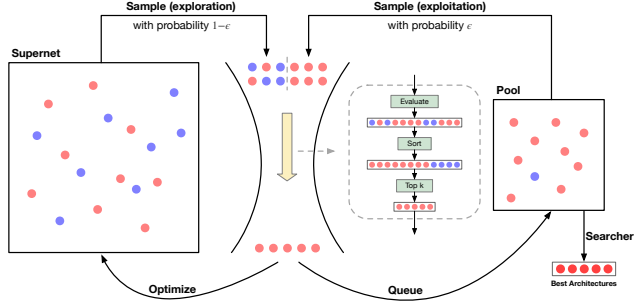 Sample (exploration)
with probability 1−ϵ
Sample (exploitation)
with probability ϵ
Supernet
Pool
Evaluate
Sort
Top k
Searcher
Best Architectures
Optimize
Queue